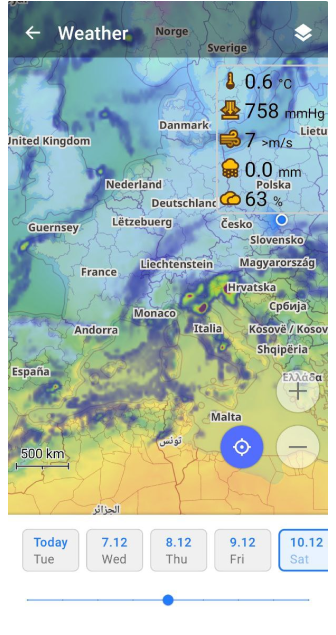 Weather
Norge
Sverige
0.6 °C
758 mmHg
Danmark
7 >m/s
Lietu
United Kingdom
0.0 mm
Nederland
Polska
Deutschland
63 %
Lëtzebuerg
Česko
Guernsey
Slovensko
Liechtenstein
Magyarország
France
Hrvatska
Monaco
Србија
Andorra
Italia
Kosovë / Kosov
Shqipëria
España
Ελλάδα
Malta
500 km
تونس
الجزائر
Today
Tue
7.12
Wed
8.12
Thu
9.12
Fri
10.12
Sat